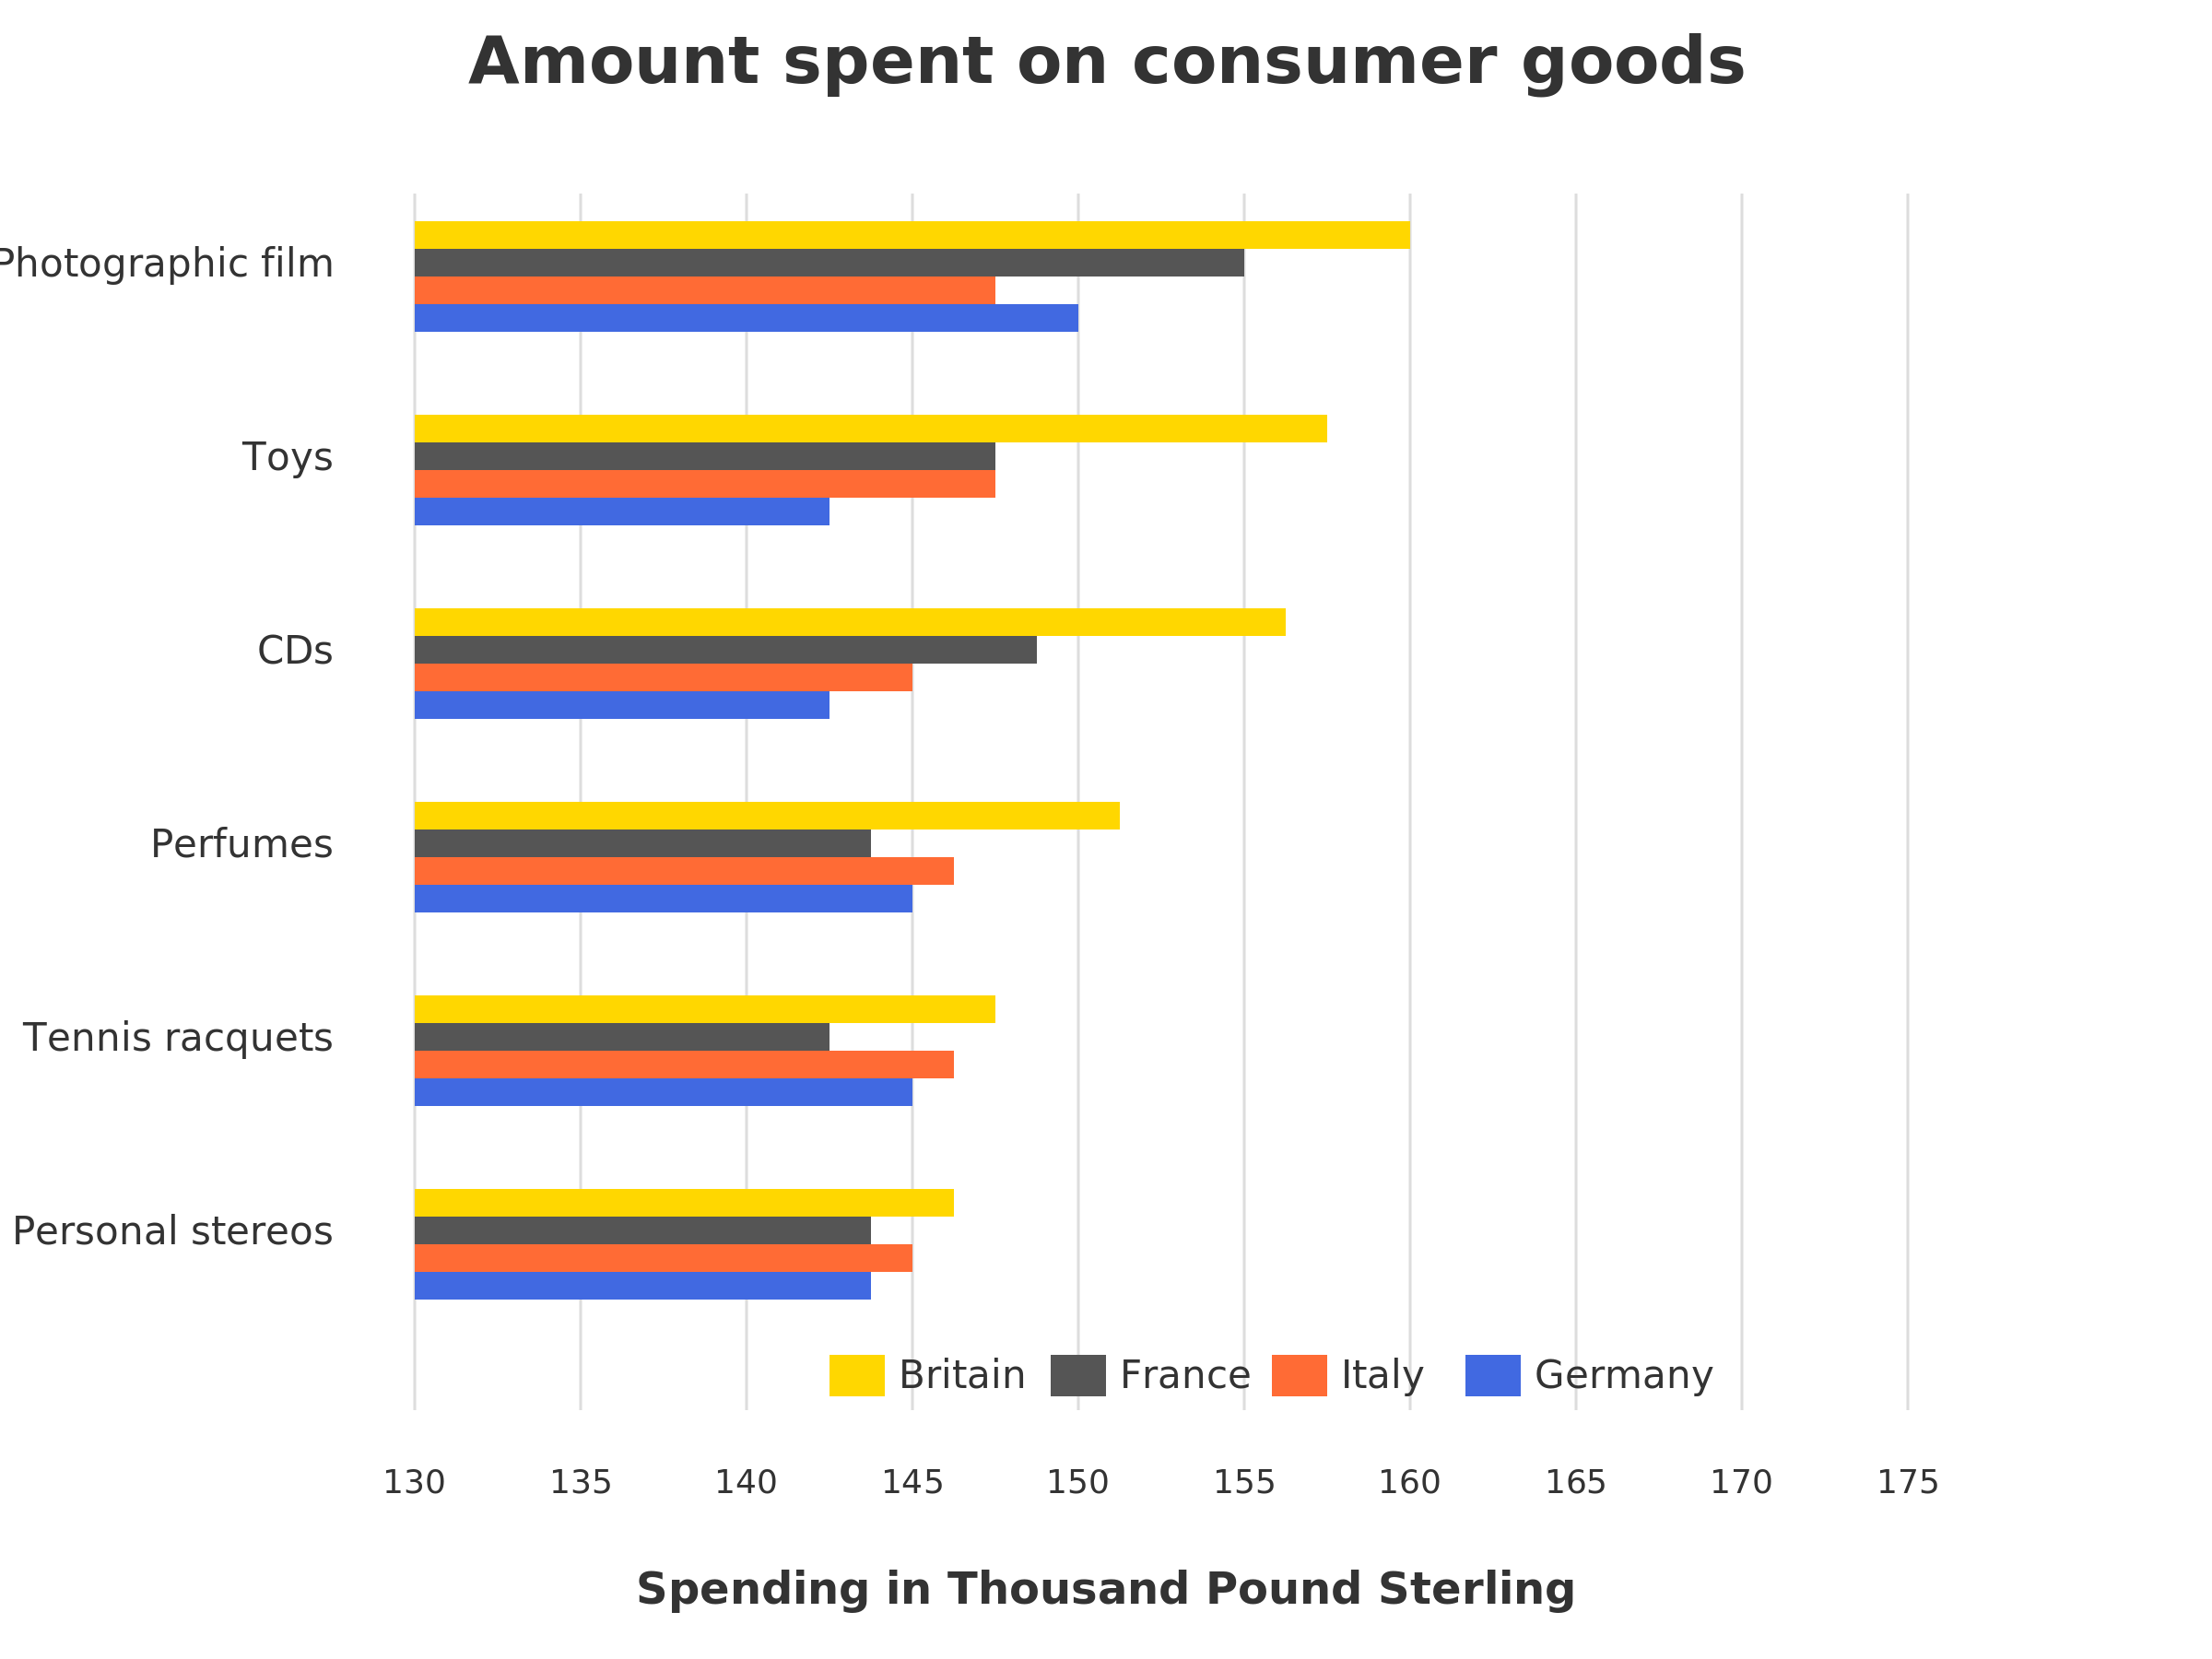 Amount spent on consumer goods
Photographic film
Toys
CDs
Perfumes
Tennis racquets
Personal stereos
Britain France Italy Germany
130 135 140 145 150 155 160 165 170 175
Spending in Thousand Pound Sterling